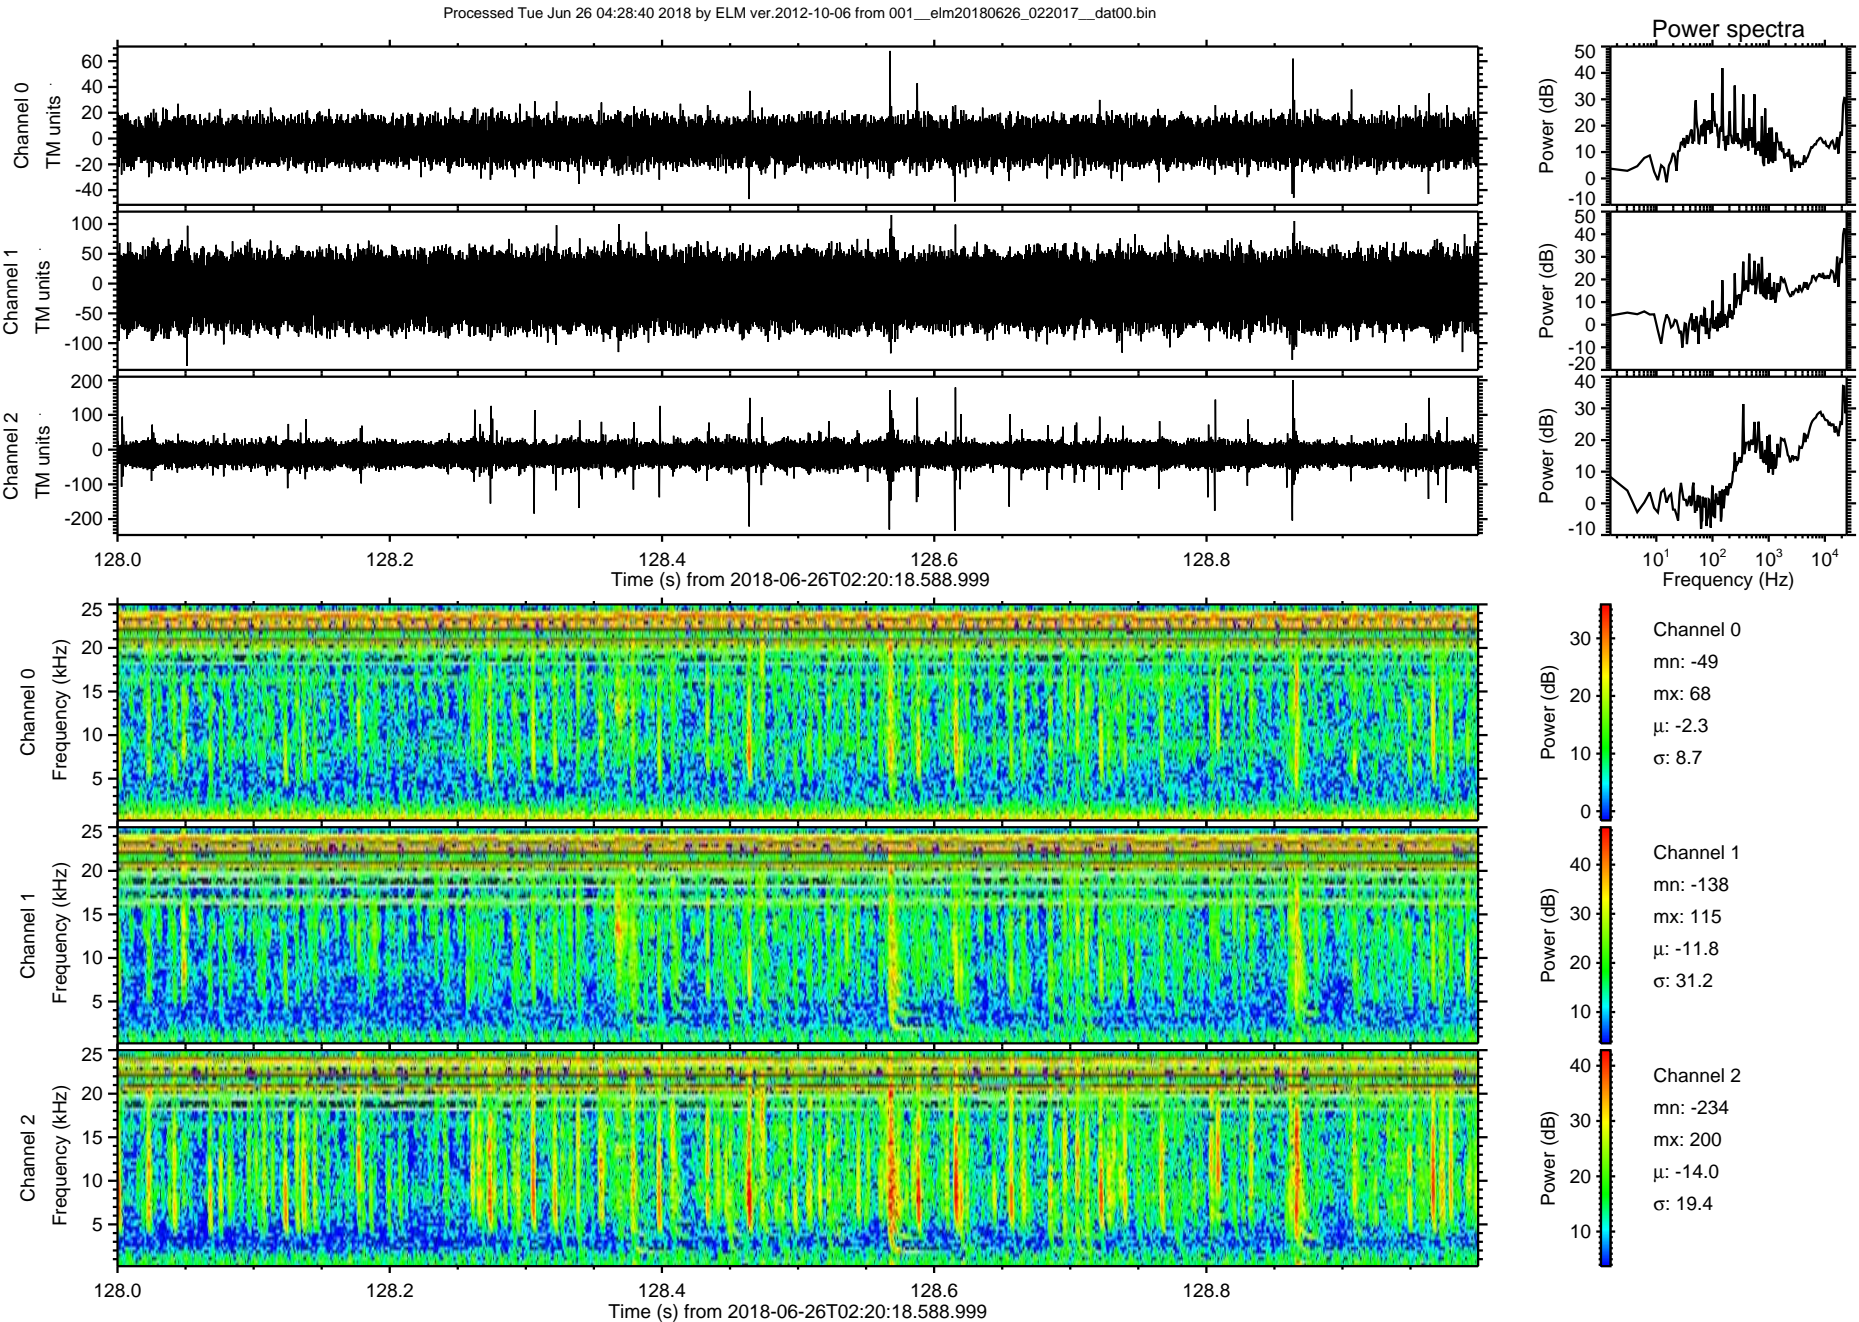 Processed Tue Jun 26 04:28:40 2018 by ELM ver.2012-10-06 from 001__elm20180626_022017__dat00.bin
Power spectra
Channel 0
TM units
60
40
20
0
-20
-40
Power (dB)
50
40
30
20
10
0
-10
Channel 1
TM units
100
50
0
-50
-100
Power (dB)
50
40
30
20
10
0
-10
-20
Channel 2
TM units
200
100
0
-100
-200
Power (dB)
40
30
20
10
0
-10
128.0 128.2 128.4 128.6 128.8
Time (s) from 2018-06-26T02:20:18.588.999
10^1 10^2 10^3 10^4
Frequency (Hz)
Channel 0
Frequency (kHz)
25
20
15
10
5
Power (dB)
30
20
10
0
Channel 0
mn: -49
mx: 68
µ: -2.3
σ: 8.7
Channel 1
Frequency (kHz)
25
20
15
10
5
Power (dB)
40
30
20
10
Channel 1
mn: -138
mx: 115
µ: -11.8
σ: 31.2
Channel 2
Frequency (kHz)
25
20
15
10
5
Power (dB)
40
30
20
10
Channel 2
mn: -234
mx: 200
µ: -14.0
σ: 19.4
128.0 128.2 128.4 128.6 128.8
Time (s) from 2018-06-26T02:20:18.588.999